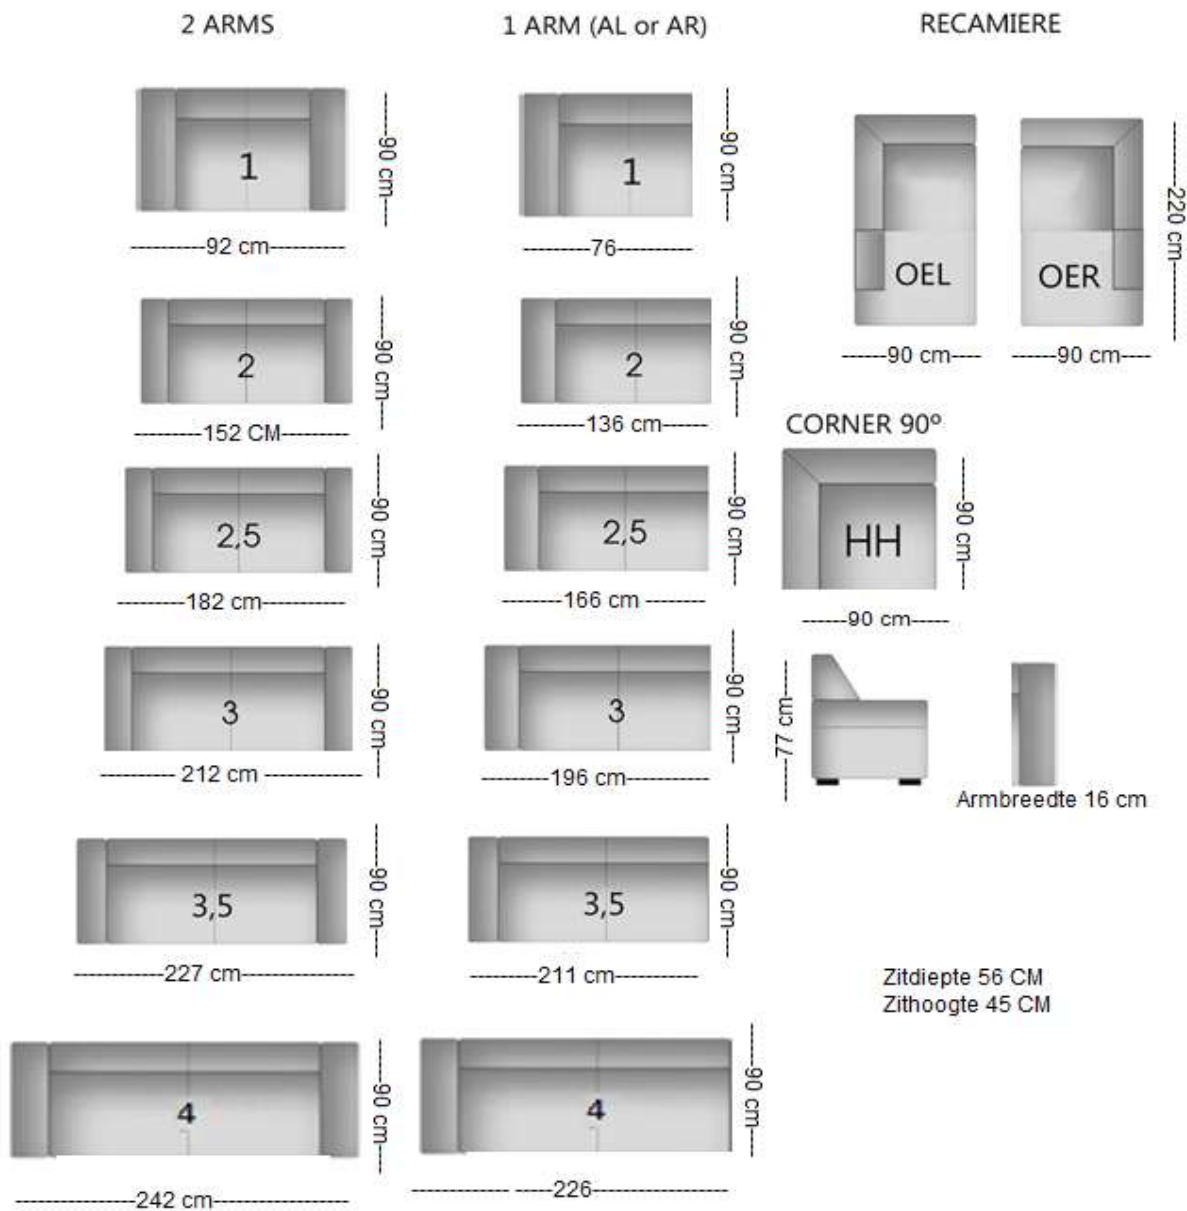 2 ARMS
1
90 cm
92 cm
2
90 cm
152 CM
2,5
90 cm
182 cm
3
90 cm
212 cm
3,5
90 cm
227 cm
4
90 cm
242 cm
1 ARM (AL or AR)
1
90 cm
76
2
90 cm
136 cm
2,5
90 cm
166 cm
3
90 cm
196 cm
3,5
90 cm
211 cm
4
90 cm
226
RECAMIERE
OEL
OER
220 cm
90 cm
90 cm
CORNER 90º
HH
90 cm
90 cm
77 cm
Armbreedte 16 cm
Zitdiepte 56 CM
Zithoogte 45 CM